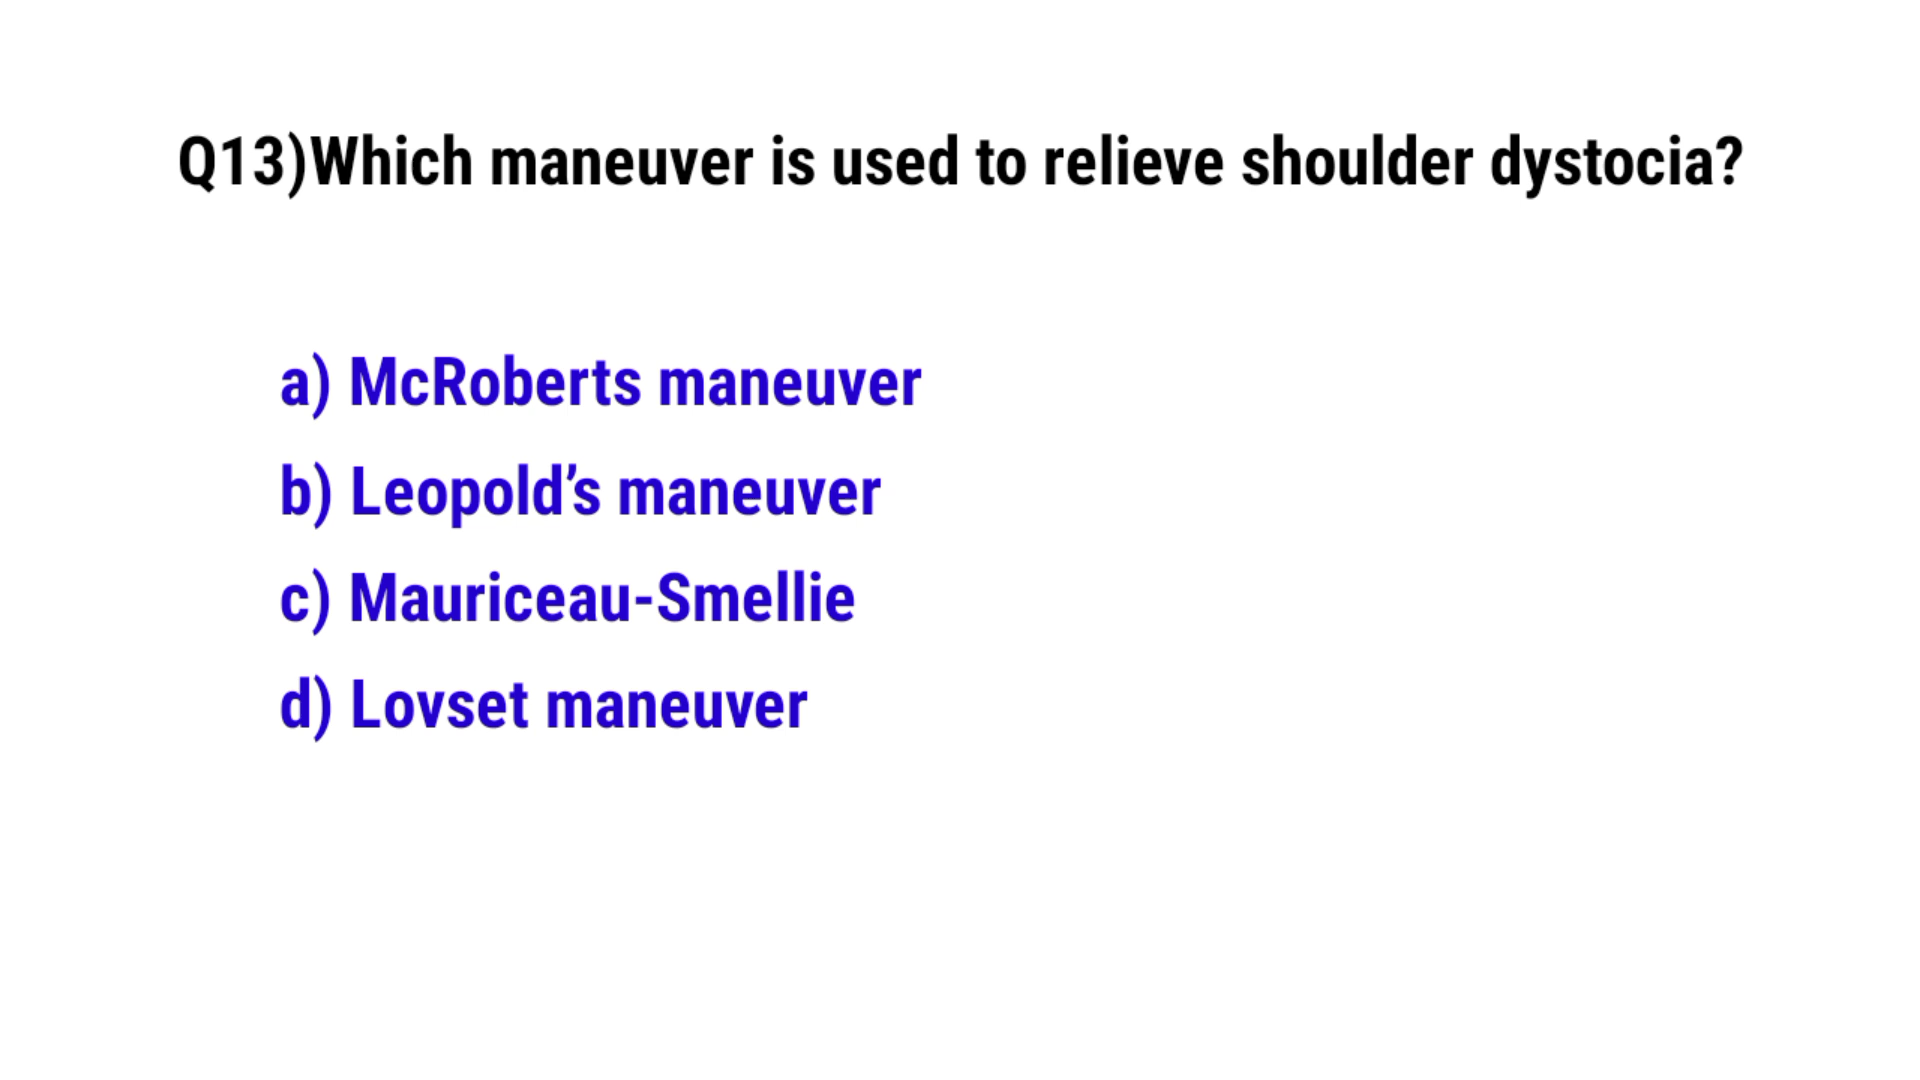 Q13)Which maneuver is used to relieve shoulder dystocia?
a) McRoberts maneuver
b) Leopold’s maneuver
c) Mauriceau-Smellie
d) Lovset maneuver